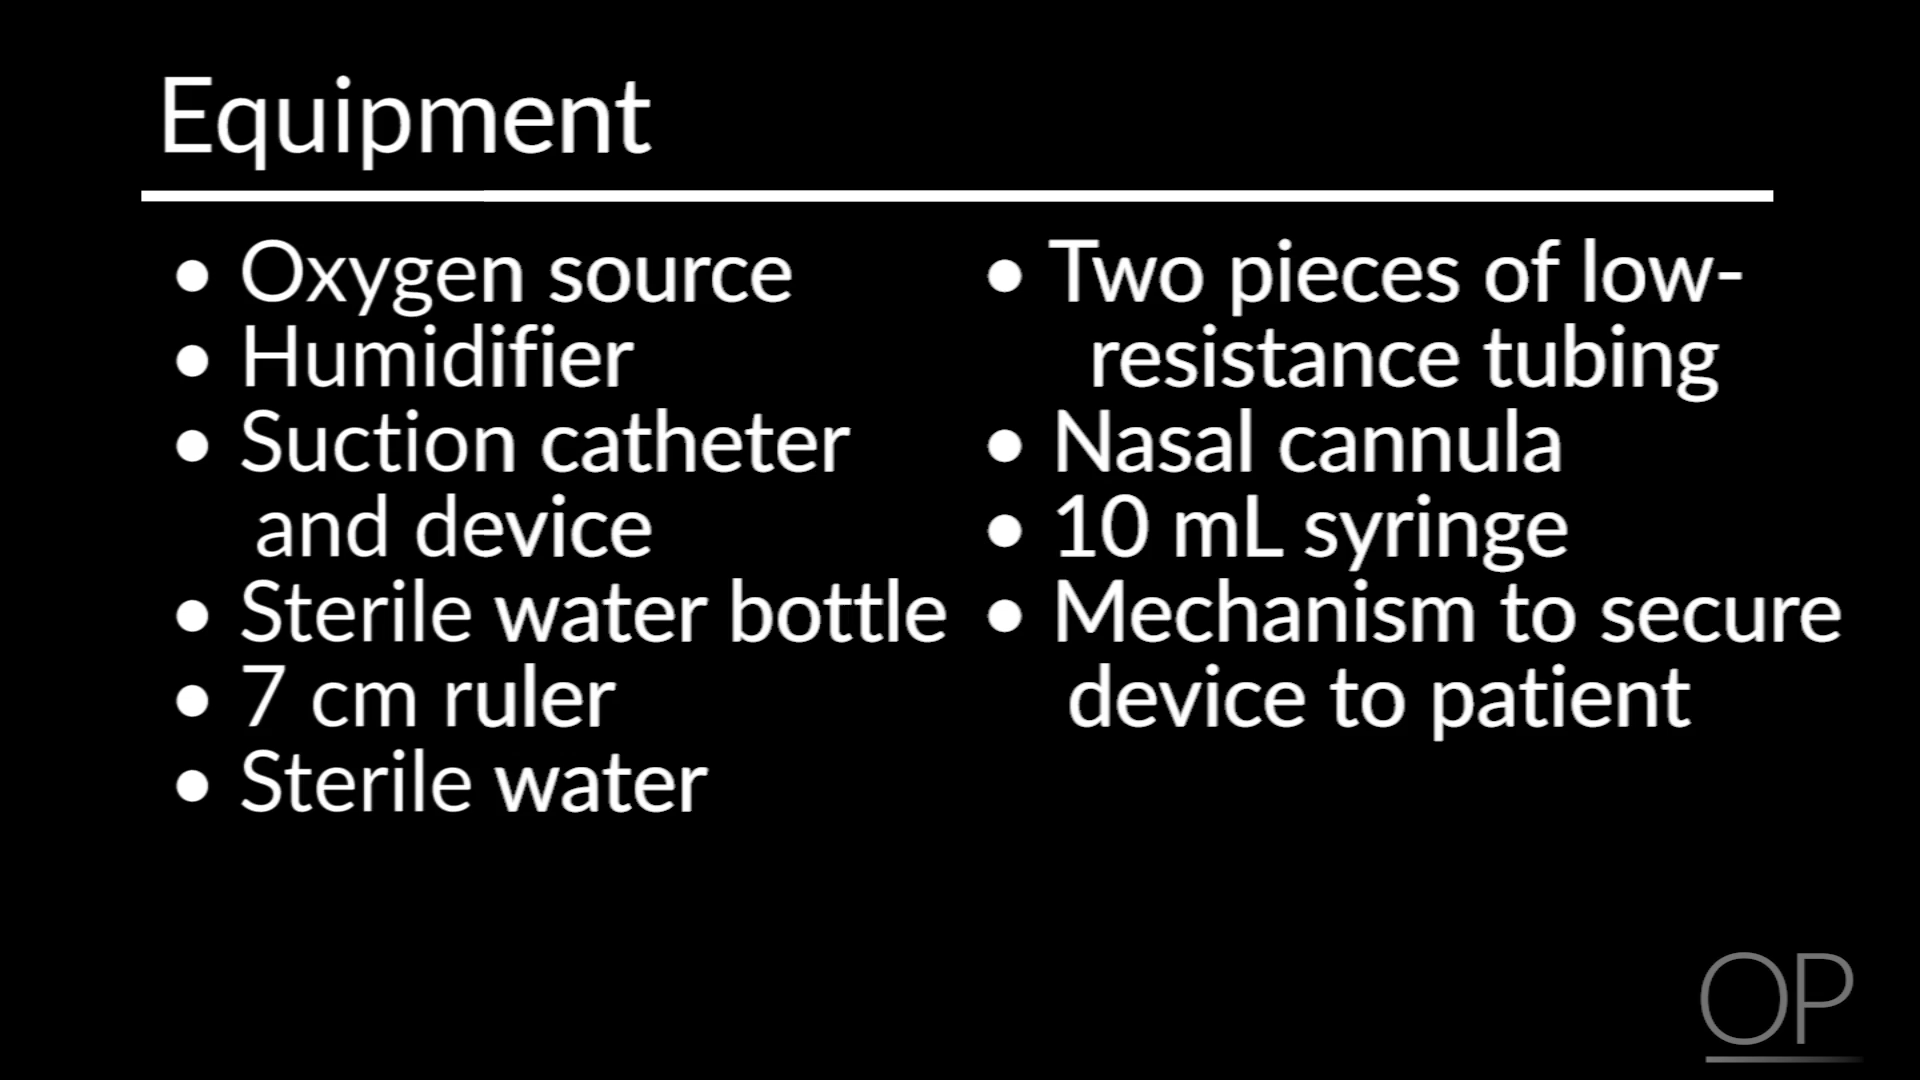 Equipment
• Oxygen source
• Humidifier
• Suction catheter
and device
• Sterile water bottle
• 7 cm ruler
• Sterile water
• Two pieces of low-
resistance tubing
• Nasal cannula
• 10 mL syringe
• Mechanism to secure
device to patient
OP